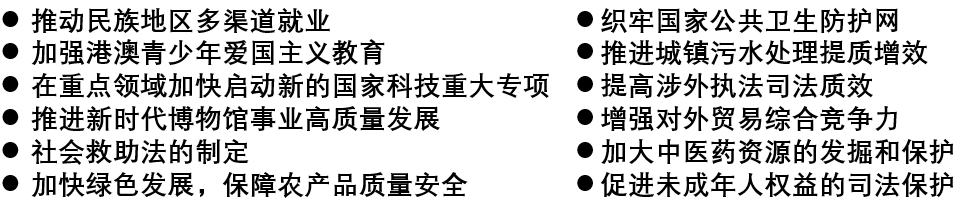 ● 推动民族地区多渠道就业
● 加强港澳青少年爱国主义教育
● 在重点领域加快启动新的国家科技重大专项
● 推进新时代博物馆事业高质量发展
● 社会救助法的制定
● 加快绿色发展，保障农产品质量安全
● 织牢国家公共卫生防护网
● 推进城镇污水处理提质增效
● 提高涉外执法司法质效
● 增强对外贸易综合竞争力
● 加大中医药资源的发掘和保护
● 促进未成年人权益的司法保护